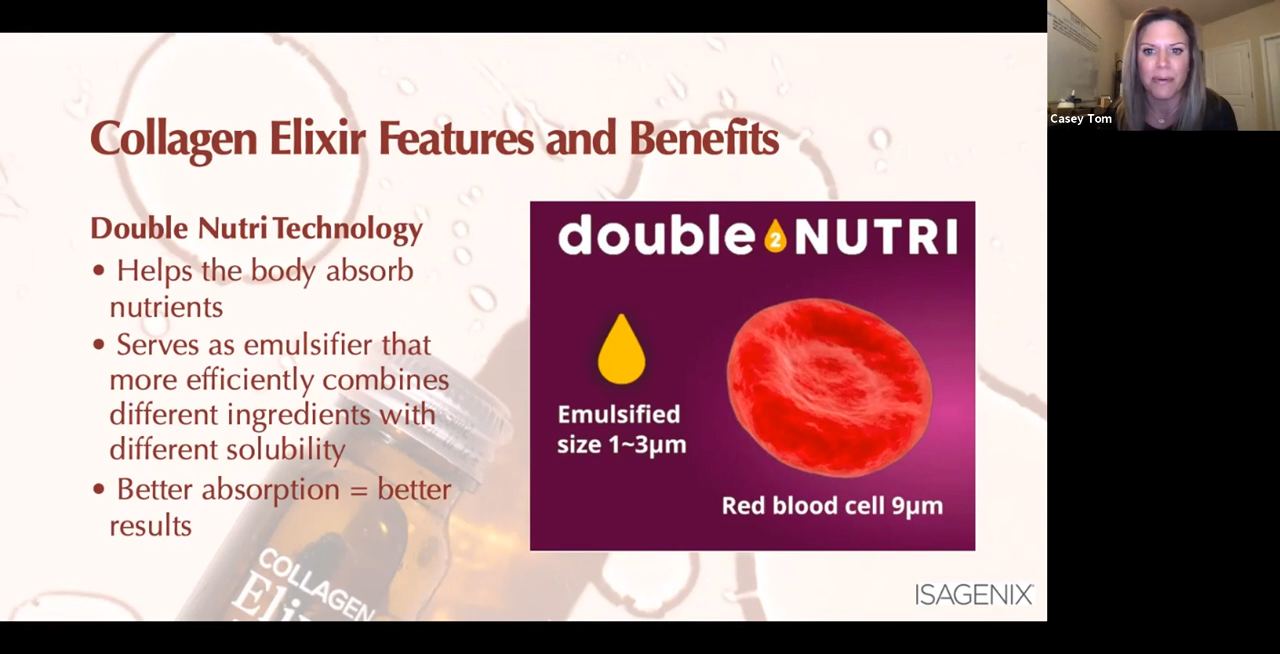 Casey Tom
Collagen Elixir Features and Benefits
Double Nutri Technology
• Helps the body absorb
nutrients
• Serves as emulsifier that
more efficiently combines
different ingredients with
different solubility
• Better absorption = better
results
double 2 NUTRI
Emulsified
size 1~3µm
Red blood cell 9µm
COLLAGEN
ISAGENIX